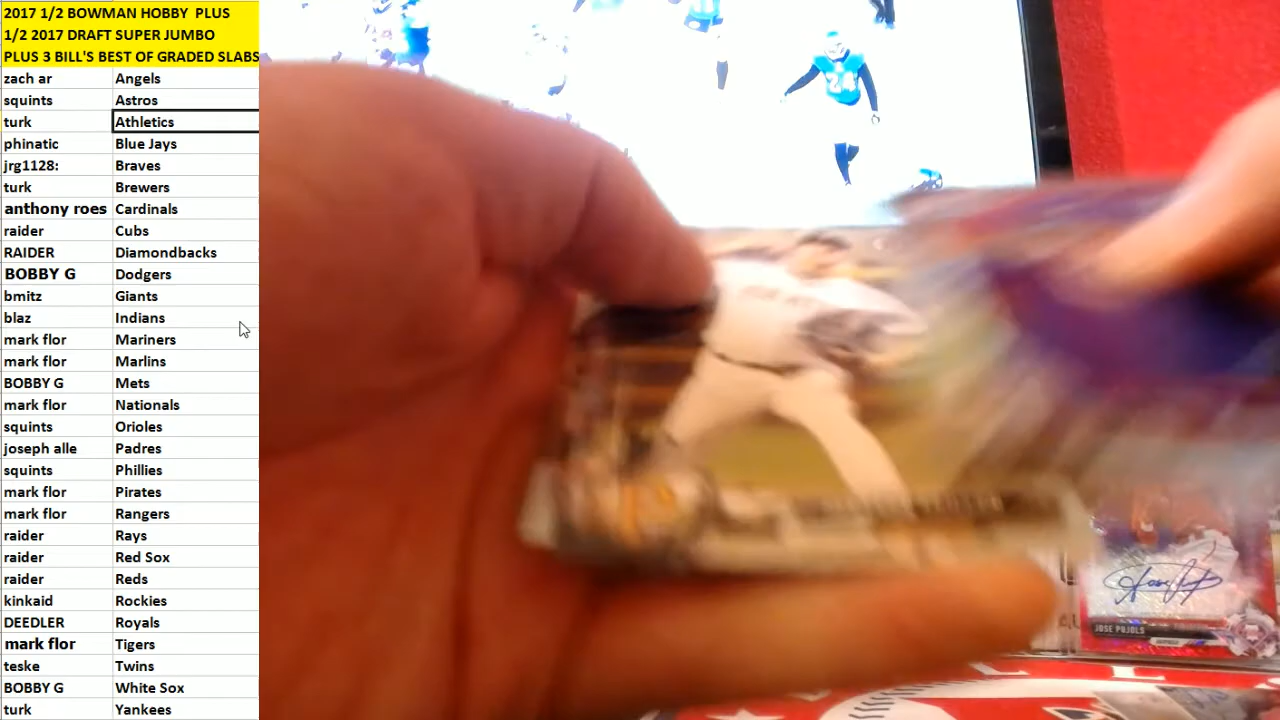 2017 1/2 BOWMAN HOBBY PLUS
1/2 2017 DRAFT SUPER JUMBO
PLUS 3 BILL'S BEST OF GRADED SLABS
zach ar Angels
squints Astros
turk Athletics
phinatic Blue Jays
jrg1128: Braves
turk Brewers
anthony roes Cardinals
raider Cubs
RAIDER Diamondbacks
BOBBY G Dodgers
bmitz Giants
blaz Indians
mark flor Mariners
mark flor Marlins
BOBBY G Mets
mark flor Nationals
squints Orioles
joseph alle Padres
squints Phillies
mark flor Pirates
mark flor Rangers
raider Rays
raider Red Sox
raider Reds
kinkaid Rockies
DEEDLER Royals
mark flor Tigers
teske Twins
BOBBY G White Sox
turk Yankees
24
JOSE PUJOLS